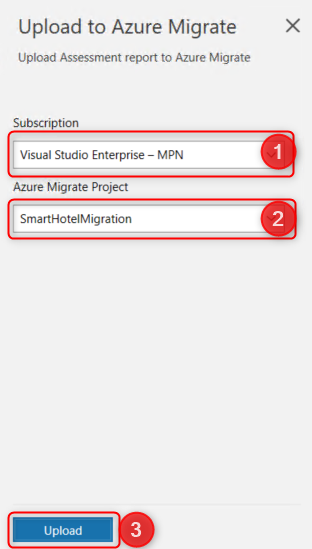 Upload to Azure Migrate
Upload Assessment report to Azure Migrate
Subscription
Visual Studio Enterprise – MPN
1
Azure Migrate Project
SmartHotelMigration
2
Upload
3